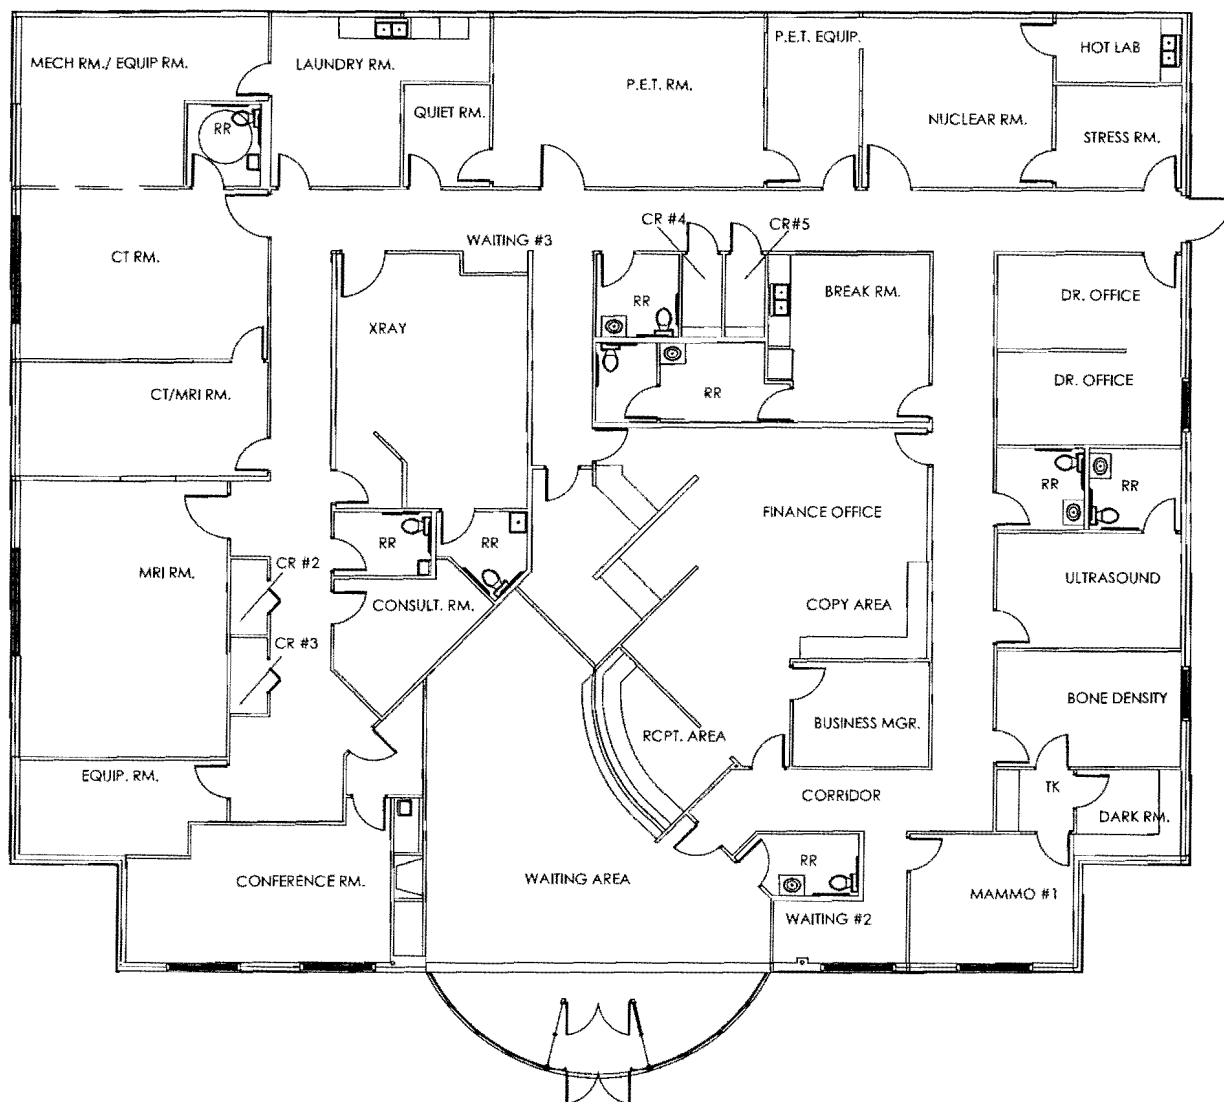 P.E.T. EQUIP.
HOT LAB
MECH RM./ EQUIP RM.
LAUNDRY RM.
P.E.T. RM.
QUIET RM.
NUCLEAR RM.
RR
STRESS RM.
CR #4
CR#5
WAITING #3
CT RM.
BREAK RM.
DR. OFFICE
RR
XRAY
DR. OFFICE
CT/MRI RM.
RR
RR
RR
FINANCE OFFICE
RR
RR
CR #2
MRI RM.
ULTRASOUND
CONSULT. RM.
COPY AREA
CR #3
BONE DENSITY
BUSINESS MGR.
RCPT. AREA
EQUIP. RM.
TK
CORRIDOR
DARK RM.
RR
CONFERENCE RM.
WAITING AREA
MAMMO #1
WAITING #2